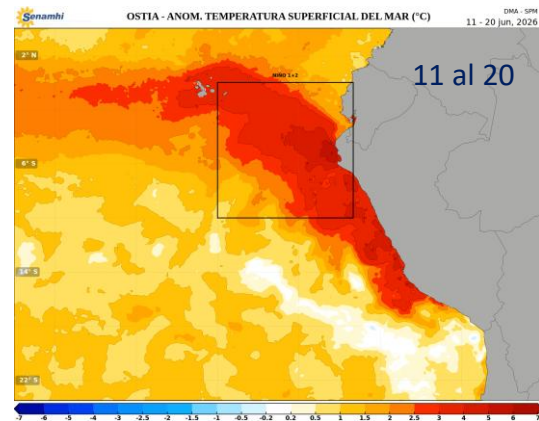 Senamhi
OSTIA - ANOM. TEMPERATURA SUPERFICIAL DEL MAR (°C)
DMA - SPM
11 - 20 jun, 2026
11 al 20
2° N
NIÑO 1+2
6° S
14° S
22° S
-7 -6 -5 -4 -3 -2.5 -2 -1.5 -1 -0.5 -0.2 0.2 0.5 1 1.5 2 2.5 3 4 5 6 7